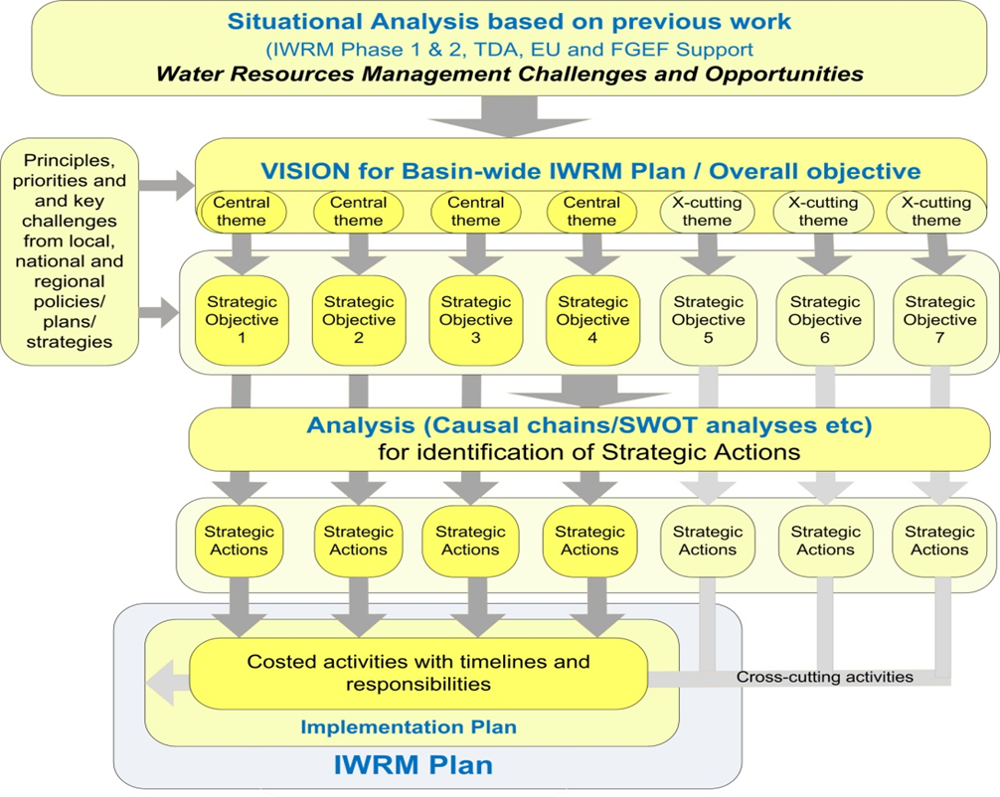 Situational Analysis based on previous work
(IWRM Phase 1 & 2, TDA, EU and FGEF Support
Water Resources Management Challenges and Opportunities
Principles,
priorities and
key
challenges
from local,
national and
regional
policies/
plans/
strategies
VISION for Basin-wide IWRM Plan / Overall objective
Central
theme
Central
theme
Central
theme
Central
theme
X-cutting
theme
X-cutting
theme
X-cutting
theme
Strategic
Objective
1
Strategic
Objective
2
Strategic
Objective
3
Strategic
Objective
4
Strategic
Objective
5
Strategic
Objective
6
Strategic
Objective
7
Analysis (Causal chains/SWOT analyses etc)
for identification of Strategic Actions
Strategic
Actions
Strategic
Actions
Strategic
Actions
Strategic
Actions
Strategic
Actions
Strategic
Actions
Strategic
Actions
Costed activities with timelines and
responsibilities
Cross-cutting activities
Implementation Plan
IWRM Plan